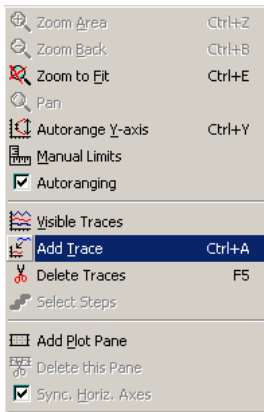 Zoom Area Ctrl+Z
Zoom Back Ctrl+B
Zoom to Fit Ctrl+E
Pan
Autorange Y-axis Ctrl+Y
Manual Limits
Autoranging
Visible Traces
Add Trace Ctrl+A
Delete Traces F5
Select Steps
Add Plot Pane
Delete this Pane
Sync. Horiz. Axes